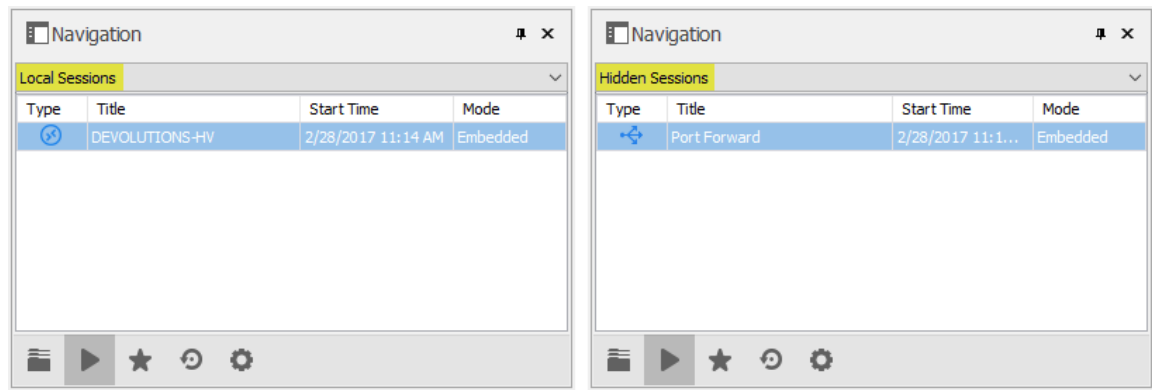 Navigation
Local Sessions
Type Title Start Time Mode
DEVOLUTIONS-HV 2/28/2017 11:14 AM Embedded
Navigation
Hidden Sessions
Type Title Start Time Mode
Port Forward 2/28/2017 11:1... Embedded